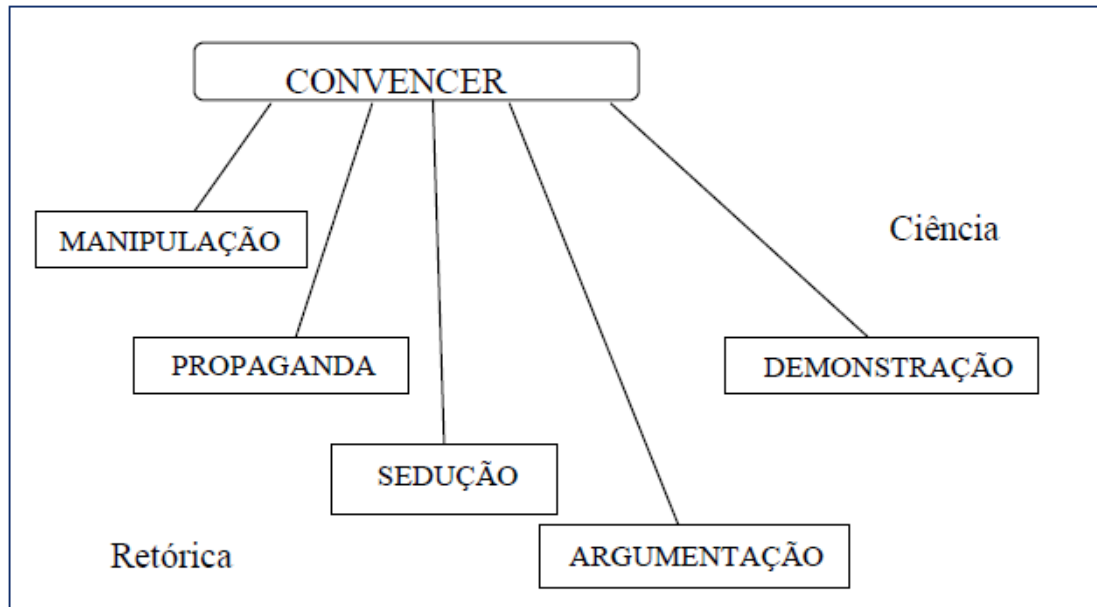 CONVENCER
MANIPULAÇÃO
Ciência
PROPAGANDA
DEMONSTRAÇÃO
SEDUÇÃO
Retórica
ARGUMENTAÇÃO